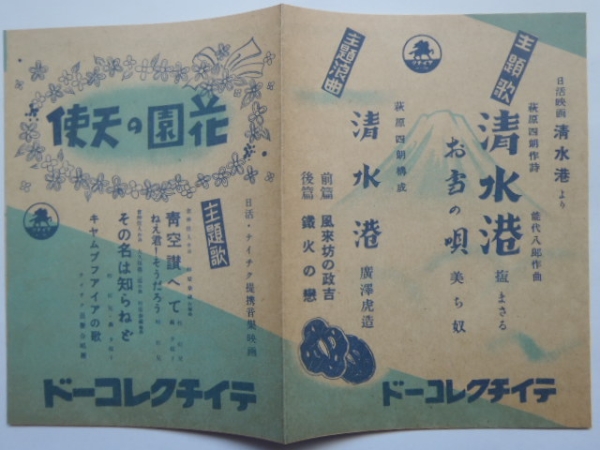 日活映画 清水港 より
主題歌
萩原四朗作詩 能代八郎作曲
清水港
お雪の唄 美ち奴
主題浪曲
萩原四朗構成
清水港 廣澤虎造
前篇 風来坊の政吉
後篇 鐵火の戀
テイチクレコード
花園の天使
日活・テイチク提携音楽映画
主題歌
青空讃へて
ねえ君!そうだろう
その名は知らねど
キャムプフアイアの歌
テイチクレコード